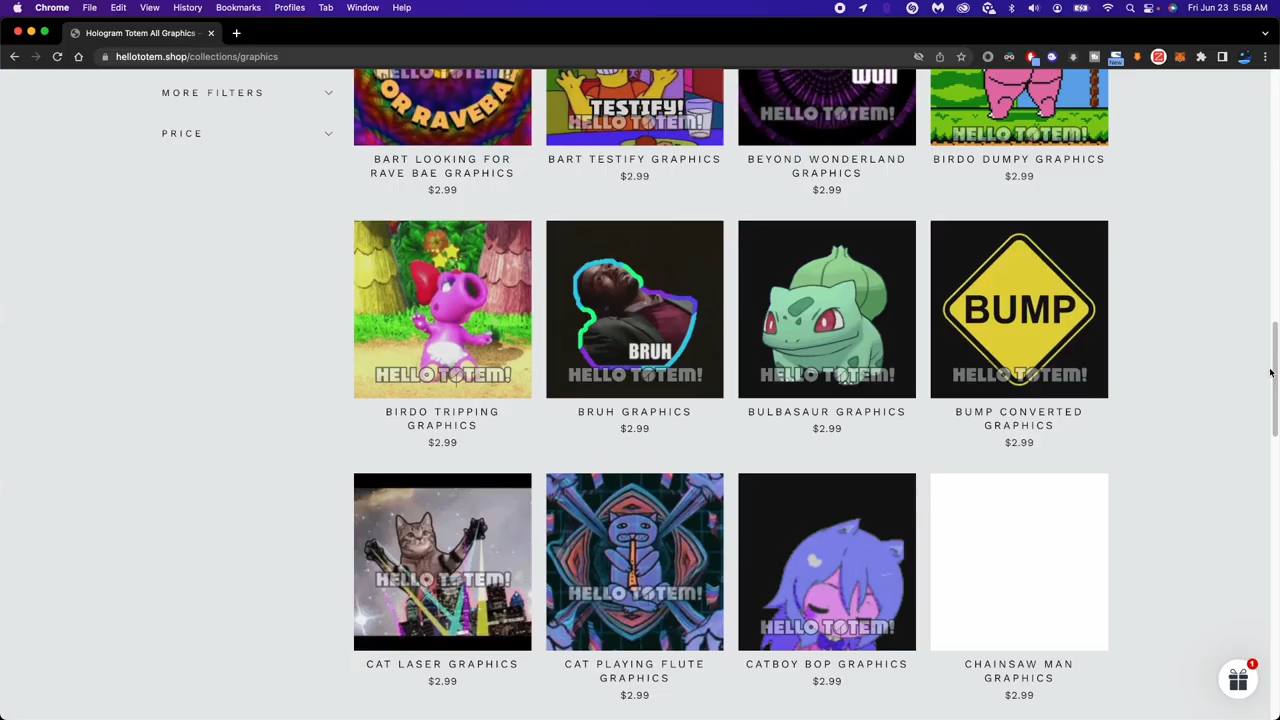 Chrome File Edit View History Bookmarks Profiles Tab Window Help Fri Jun 23 5:58 AM
Hologram Totem All Graphics -
hellototem.shop/collections/graphics
New
MORE FILTERS
PRICE
HELLO TOTEM!
OR RAVEBA
TESTIFY!
HELLO TOTEM!
WUH
HELLO TOTEM!
HELLO TOTEM!
BART LOOKING FOR
RAVE BAE GRAPHICS
$2.99
BART TESTIFY GRAPHICS
$2.99
BEYOND WONDERLAND
GRAPHICS
$2.99
BIRDO DUMPY GRAPHICS
$2.99
HELLO TOTEM!
BRUH
HELLO TOTEM!
HELLO TOTEM!
BUMP
HELLO TOTEM!
BIRDO TRIPPING
GRAPHICS
$2.99
BRUH GRAPHICS
$2.99
BULBASAUR GRAPHICS
$2.99
BUMP CONVERTED
GRAPHICS
$2.99
HELLO TOTEM!
HELLO TOTEM!
HELLO TOTEM!
CAT LASER GRAPHICS
$2.99
CAT PLAYING FLUTE
GRAPHICS
$2.99
CATBOY BOP GRAPHICS
$2.99
CHAINSAW MAN
GRAPHICS
$2.99
1